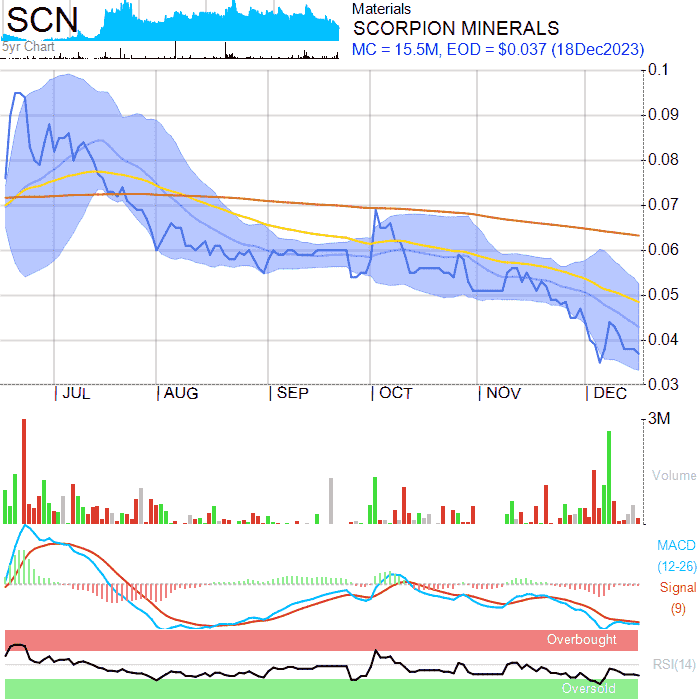 SCN
5yr Chart
Materials
SCORPION MINERALS
MC = 15.5M, EOD = $0.037 (18Dec2023)
0.1
0.09
0.08
0.07
0.06
0.05
0.04
0.03
JUL AUG SEP OCT NOV DEC
3M
Volume
MACD
(12-26)
Signal
(9)
Overbought
RSI(14)
Oversold